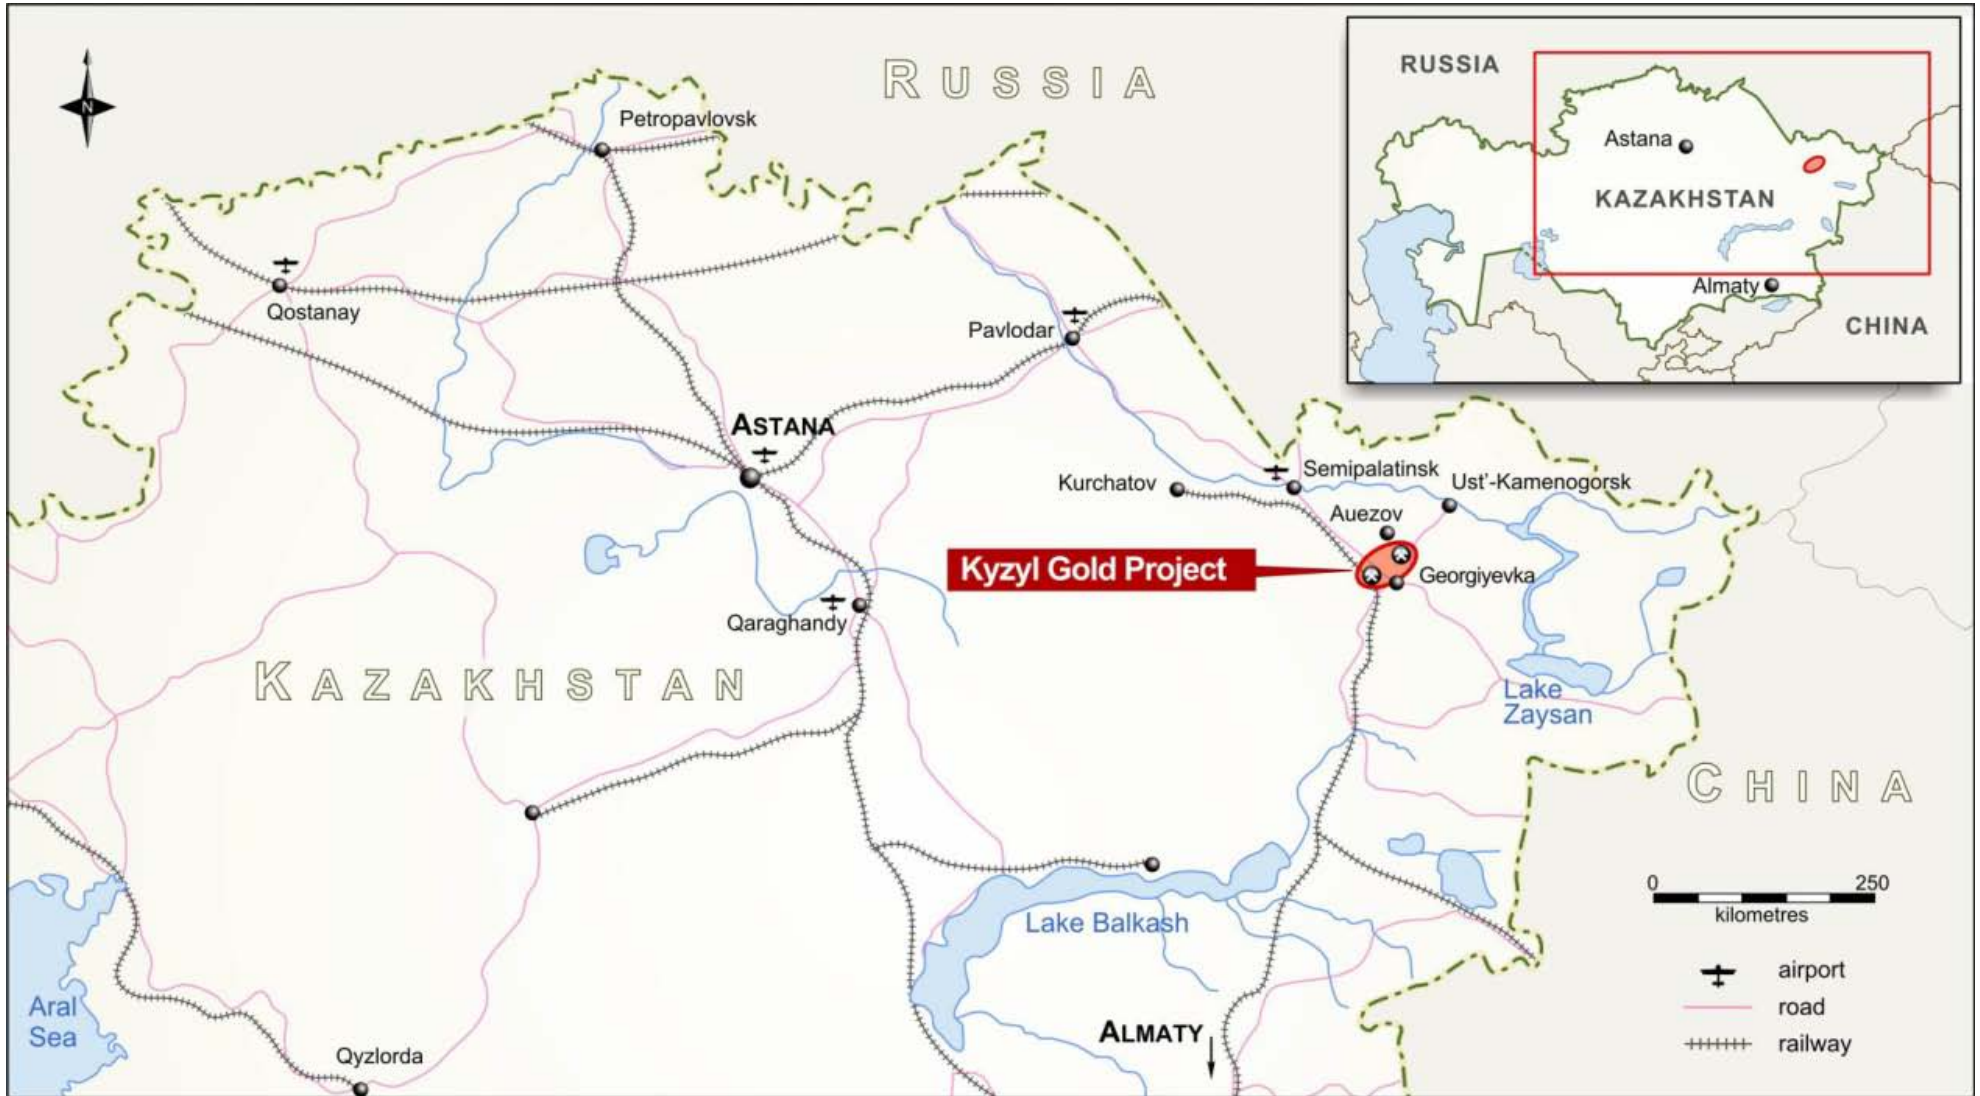 N
RUSSIA
Petropavlovsk
Qostanay
Pavlodar
ASTANA
Kurchatov
Semipalatinsk
Ust'-Kamenogorsk
Auezov
Kyzyl Gold Project
Georgiyevka
Qaraghandy
KAZAKHSTAN
Lake
Zaysan
CHINA
Lake Balkash
Aral
Sea
Qyzlorda
ALMATY
RUSSIA
Astana
KAZAKHSTAN
Almaty
CHINA
0 250
kilometres
airport
road
railway